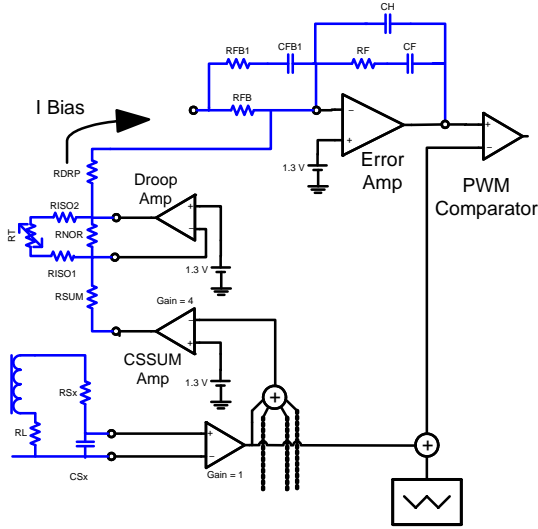 CH
RFB1
CFB1
RF
CF
I Bias
RFB
1.3 V
Error
Amp
PWM
Comparator
RDRP
Droop
Amp
RISO2
RT
RNOR
RISO1
1.3 V
RSUM
Gain = 4
CSSUM
Amp
1.3 V
RSx
RL
CSx
Gain = 1